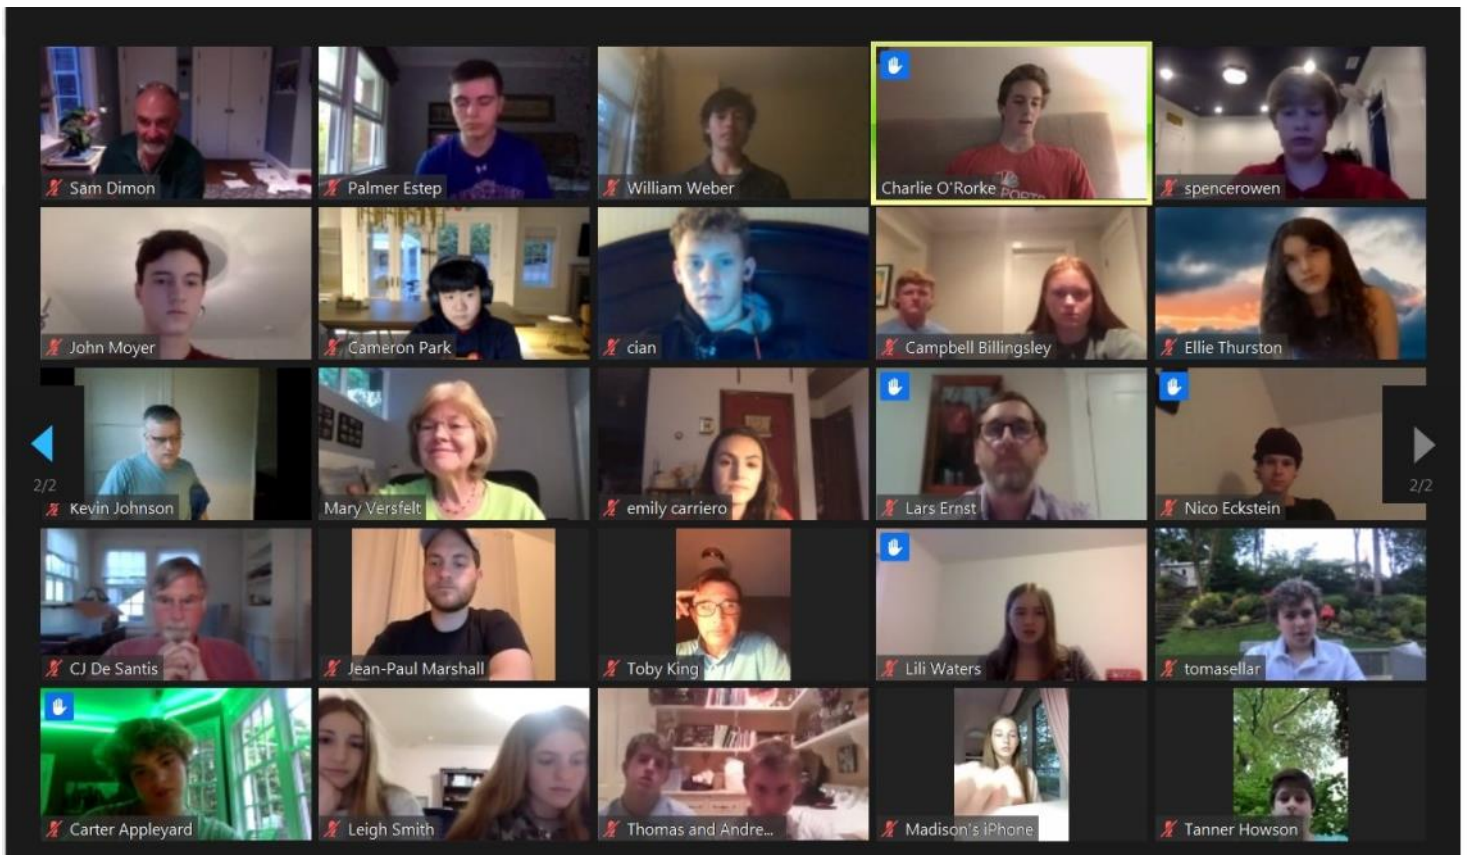 Sam Dimon
Palmer Estep
William Weber
Charlie O'Rorke
PORTS
spencerowen
John Moyer
Cameron Park
cian
Campbell Billingsley
Ellie Thurston
2/2
Kevin Johnson
Mary Versfelt
emily carriero
Lars Ernst
Nico Eckstein
2/2
CJ De Santis
Jean-Paul Marshall
Toby King
Lili Waters
tomasellar
Carter Appleyard
Leigh Smith
Thomas and Andre...
Madison's iPhone
Tanner Howson